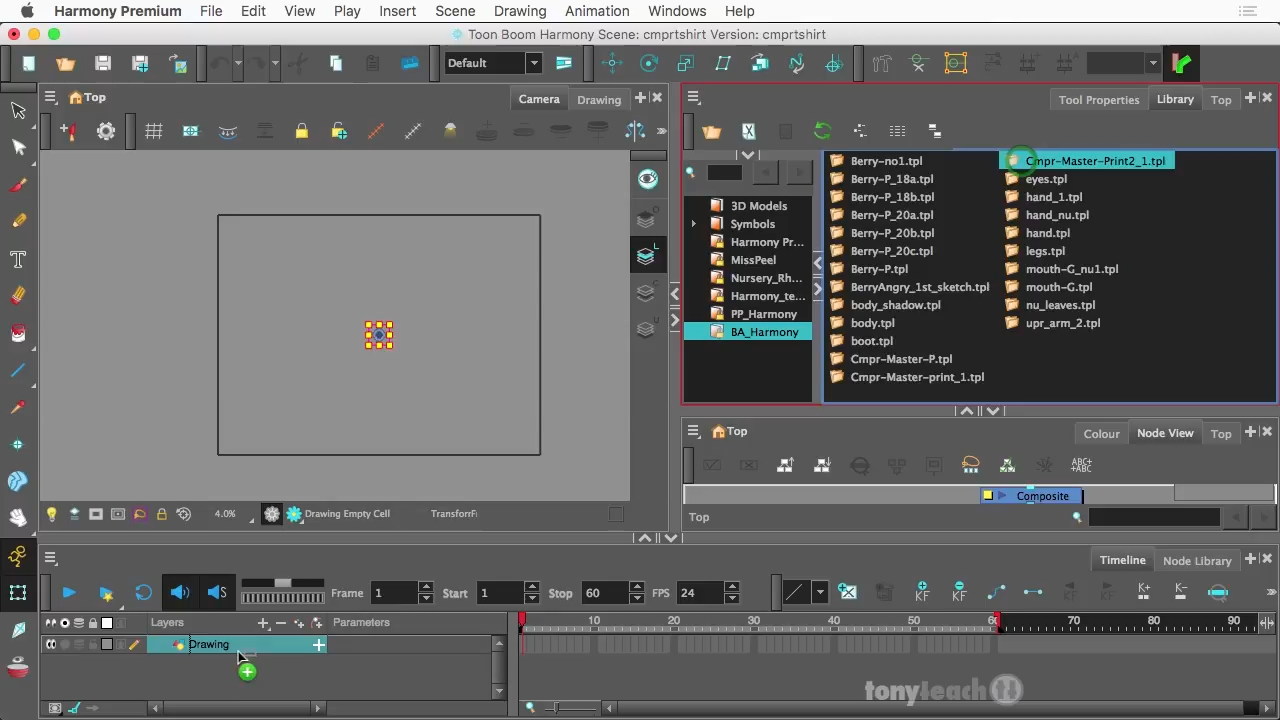 Harmony Premium File Edit View Play Insert Scene Drawing Animation Windows Help
Toon Boom Harmony Scene: cmprtshirt Version: cmprtshirt
Default
Top
Camera
Drawing
Tool Properties
Library
Top
3D Models
Symbols
Harmony Pr...
MissPeel
Nursery_Rh...
Harmony_te...
PP_Harmony
BA_Harmony
Berry-no1.tpl
Berry-P_18a.tpl
Berry-P_18b.tpl
Berry-P_20a.tpl
Berry-P_20b.tpl
Berry-P_20c.tpl
Berry-P.tpl
BerryAngry_1st_sketch.tpl
body_shadow.tpl
body.tpl
boot.tpl
Cmpr-Master-P.tpl
Cmpr-Master-print_1.tpl
Cmpr-Master-Print2_1.tpl
eyes.tpl
hand_1.tpl
hand_nu.tpl
hand.tpl
legs.tpl
mouth-G_nu1.tpl
mouth-G.tpl
nu_leaves.tpl
upr_arm_2.tpl
Top
Colour
Node View
Top
ABC+
+ABC
Composite
Top
4.0%
Drawing Empty Cell
Timeline
Node Library
Frame 1 Start 1 Stop 60 FPS 24
KF
KF
K+
K-
Layers
Parameters
10 20 30 40 50 60 70 80 90
Drawing
tonyteach